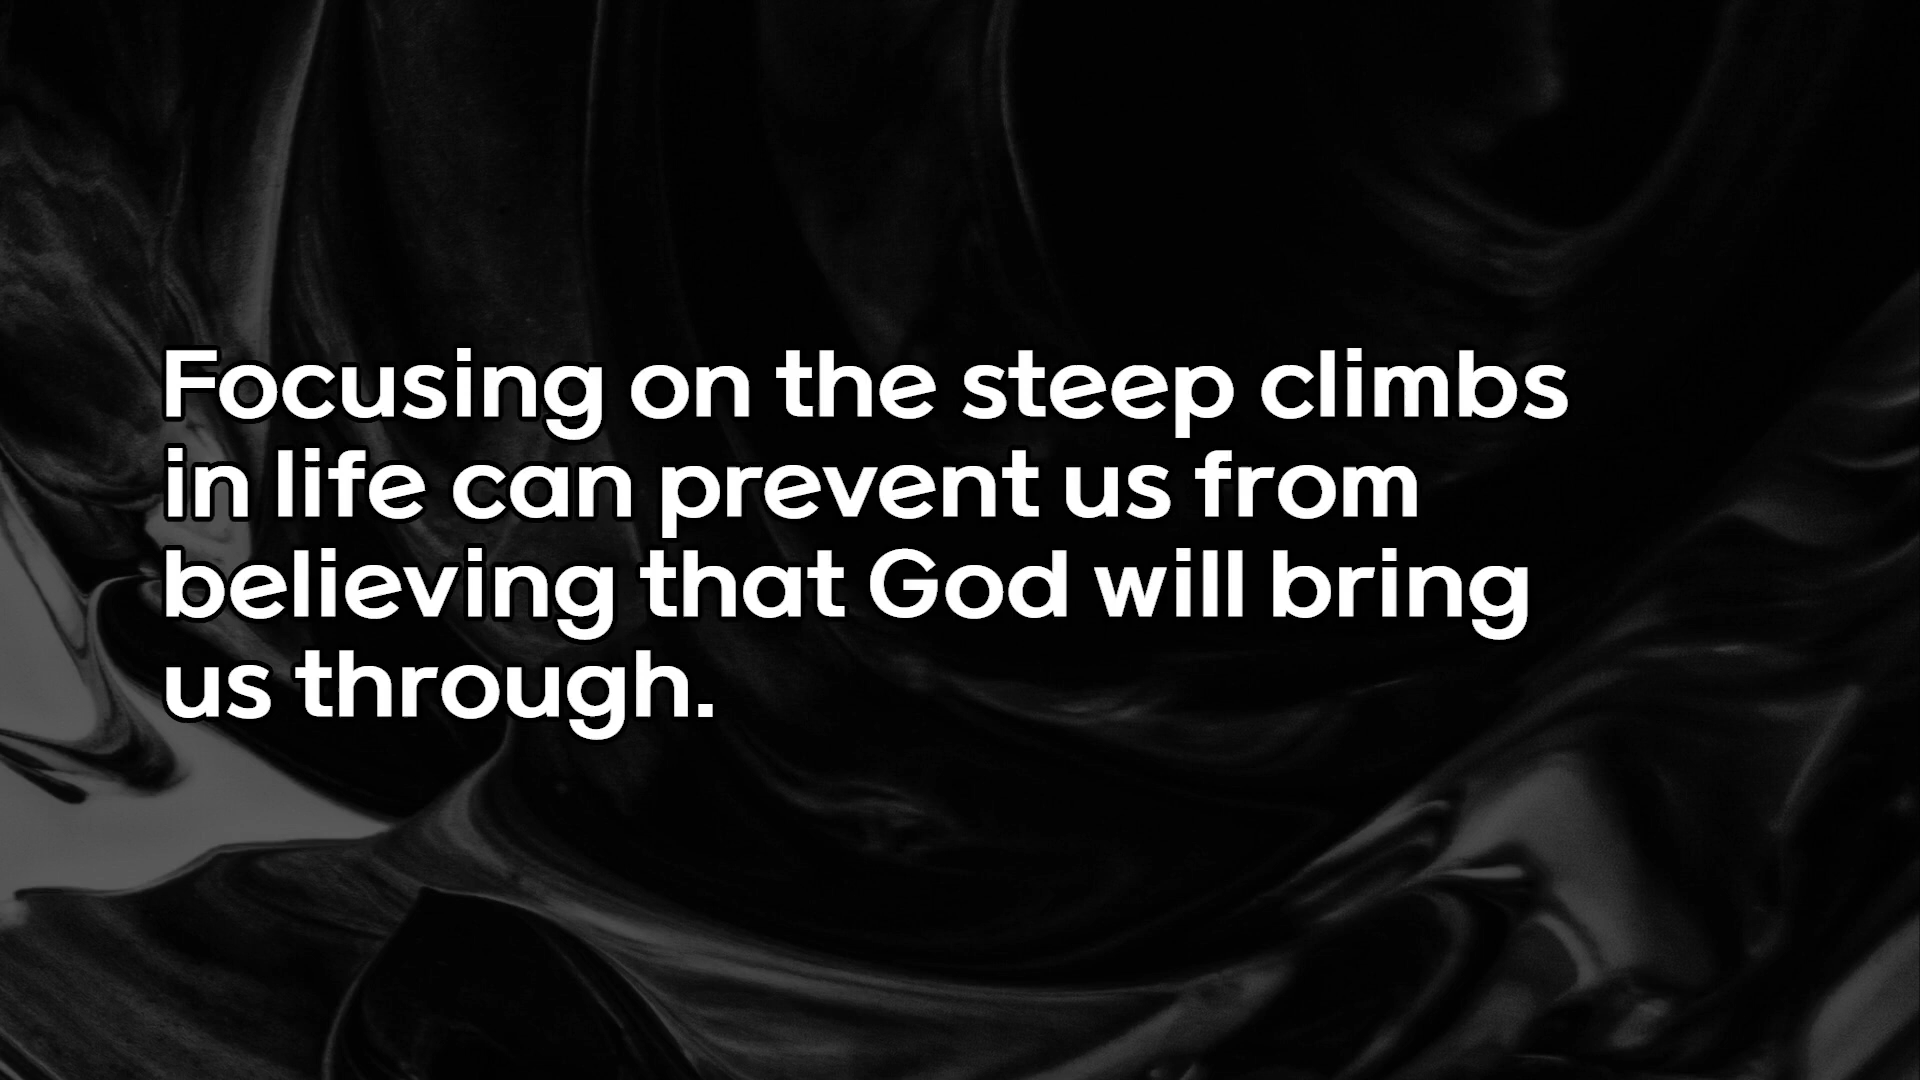 Focusing on the steep climbs
in life can prevent us from
believing that God will bring
us through.